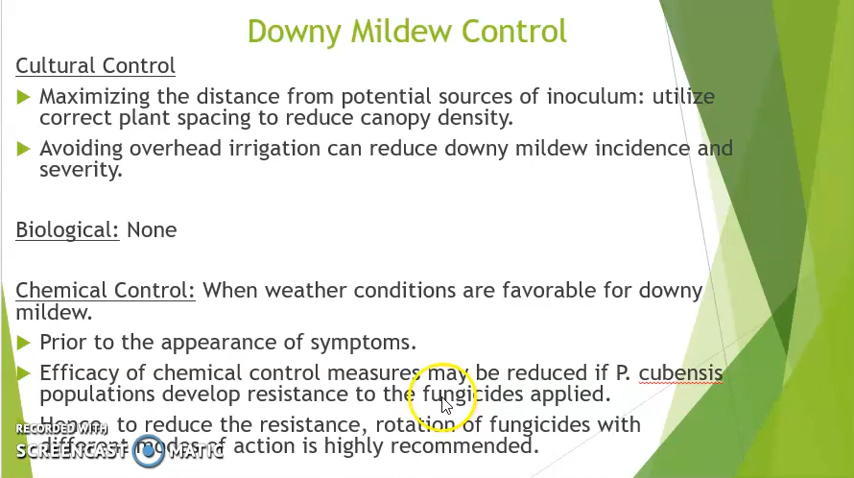 Downy Mildew Control
Cultural Control
Maximizing the distance from potential sources of inoculum: utilize
correct plant spacing to reduce canopy density.
Avoiding overhead irrigation can reduce downy mildew incidence and
severity.
Biological: None
Chemical Control: When weather conditions are favorable for downy
mildew.
Prior to the appearance of symptoms.
Efficacy of chemical control measures may be reduced if P. cubensis
populations develop resistance to the fungicides applied.
to reduce the resistance, rotation of fungicides with
different modes of action is highly recommended.
RECORDED WITH
SCREENCAST MATIC